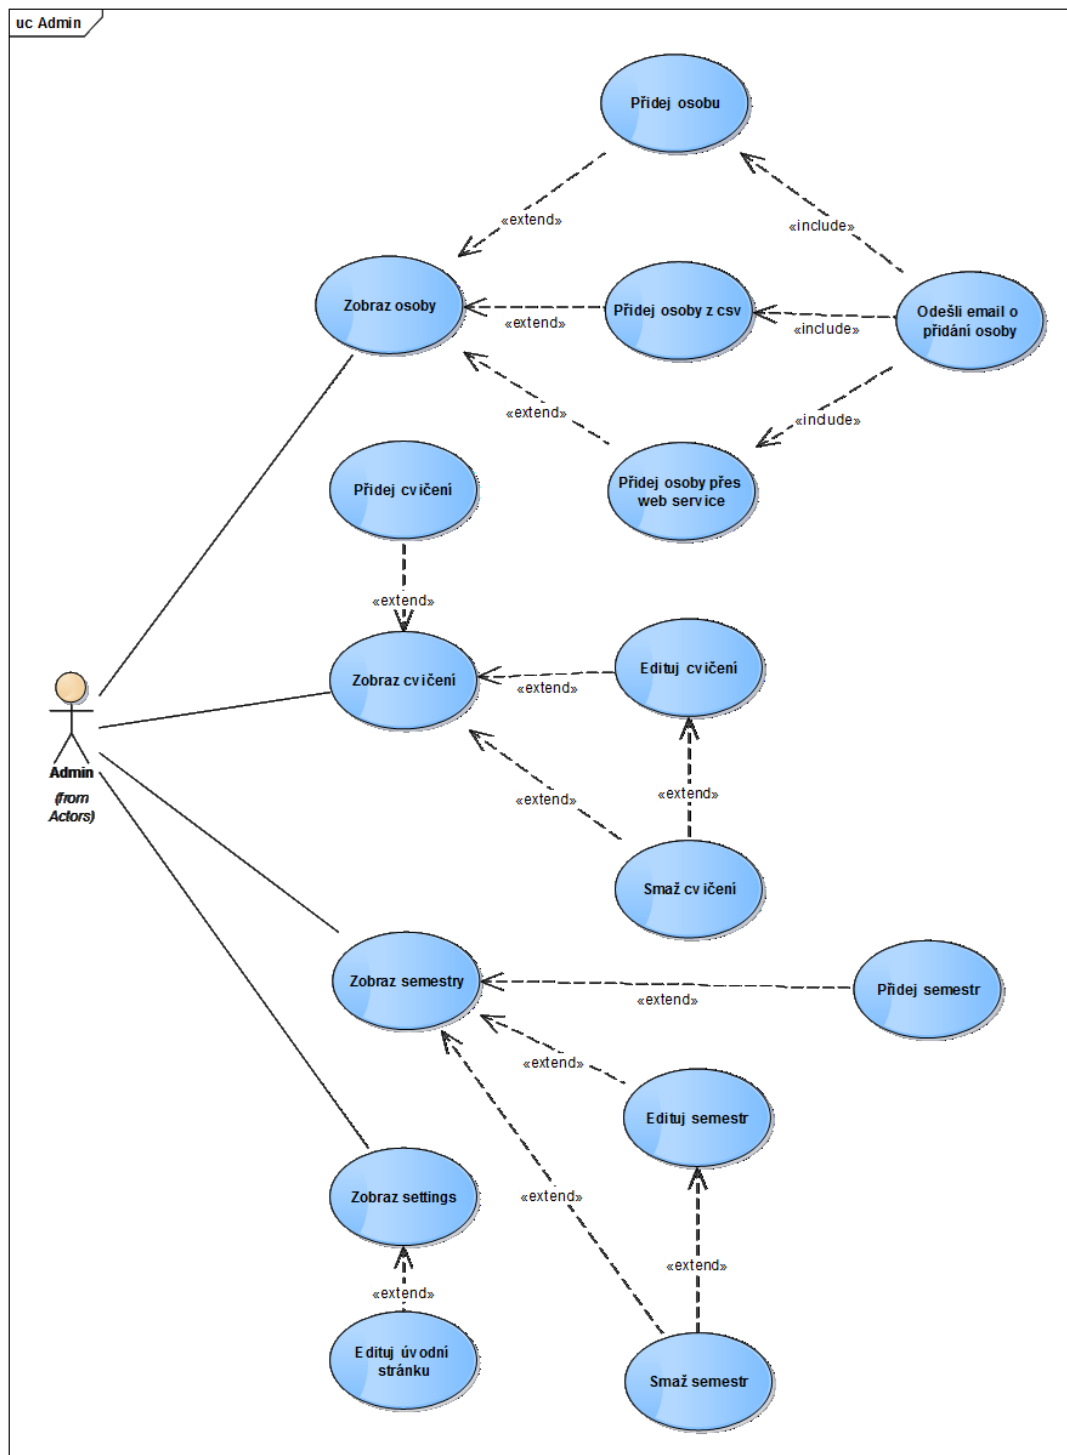 uc Admin
Přidej osobu
«extend»
«include»
Zobraz osoby
«extend»
Přidej osoby z csv
«include»
Odešli email o
přidání osoby
«extend»
«include»
Přidej cvičení
Přidej osoby přes
web service
«extend»
Zobraz cvičení
«extend»
Edituj cvičení
Admin
(from
Actors)
«extend»
«extend»
Smaž cvičení
Zobraz semestry
«extend»
Přidej semestr
«extend»
Edituj semestr
Zobraz settings
«extend»
«extend»
«extend»
Edituj úvodní
stránku
Smaž semestr